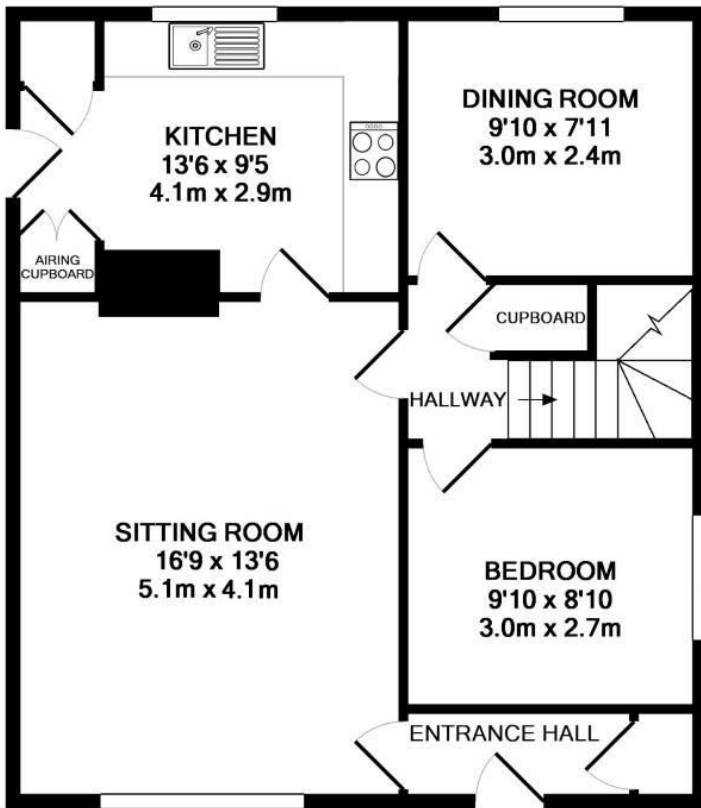 KITCHEN
13'6 x 9'5
4.1m x 2.9m
DINING ROOM
9'10 x 7'11
3.0m x 2.4m
AIRING
CUPBOARD
CUPBOARD
HALLWAY
SITTING ROOM
16'9 x 13'6
5.1m x 4.1m
BEDROOM
9'10 x 8'10
3.0m x 2.7m
ENTRANCE HALL